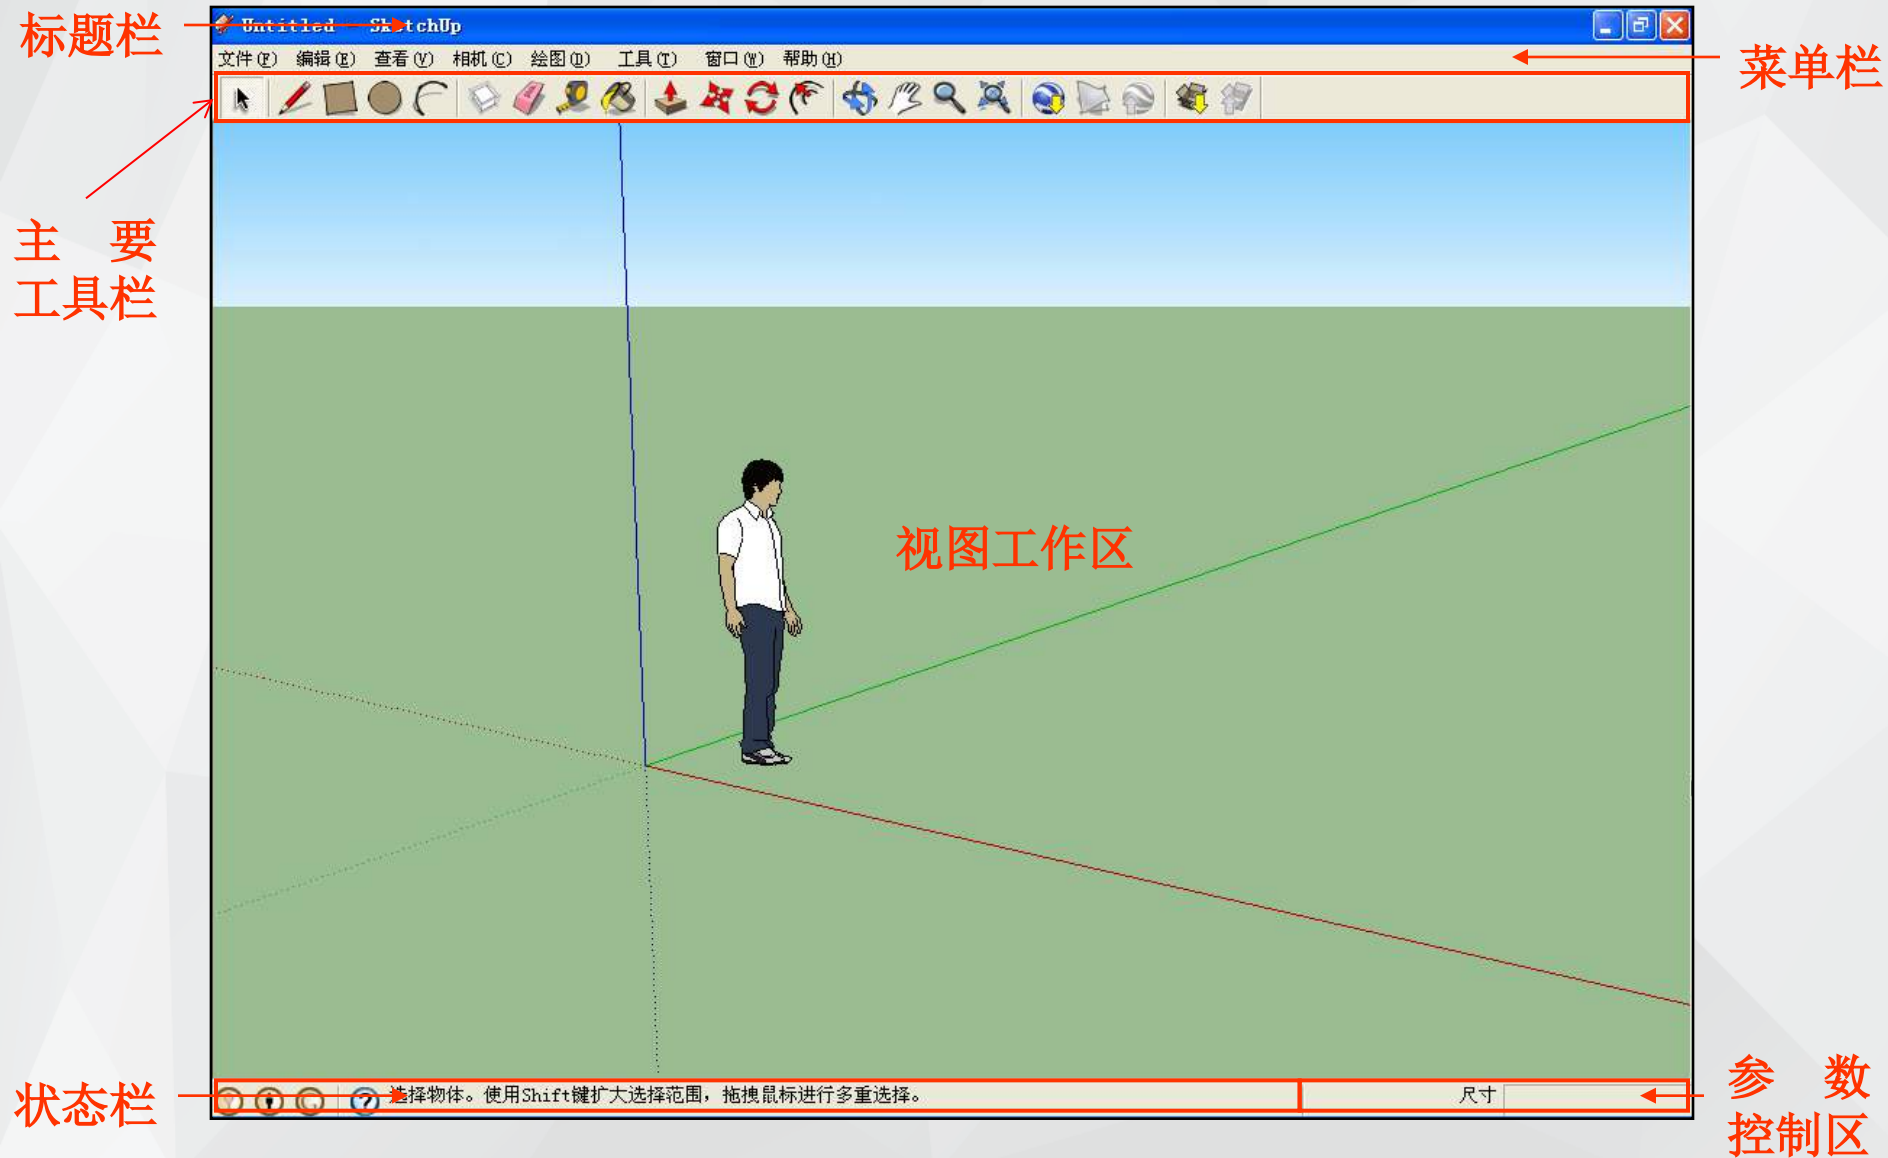 标题栏
Untitled - SketchUp
文件(F) 编辑(E) 查看(V) 相机(C) 绘图(D) 工具(T) 窗口(W) 帮助(H)
菜单栏
主 要
工具栏
视图工作区
状态栏
选择物体。使用Shift键扩大选择范围，拖拽鼠标进行多重选择。
尺寸
参 数
控制区